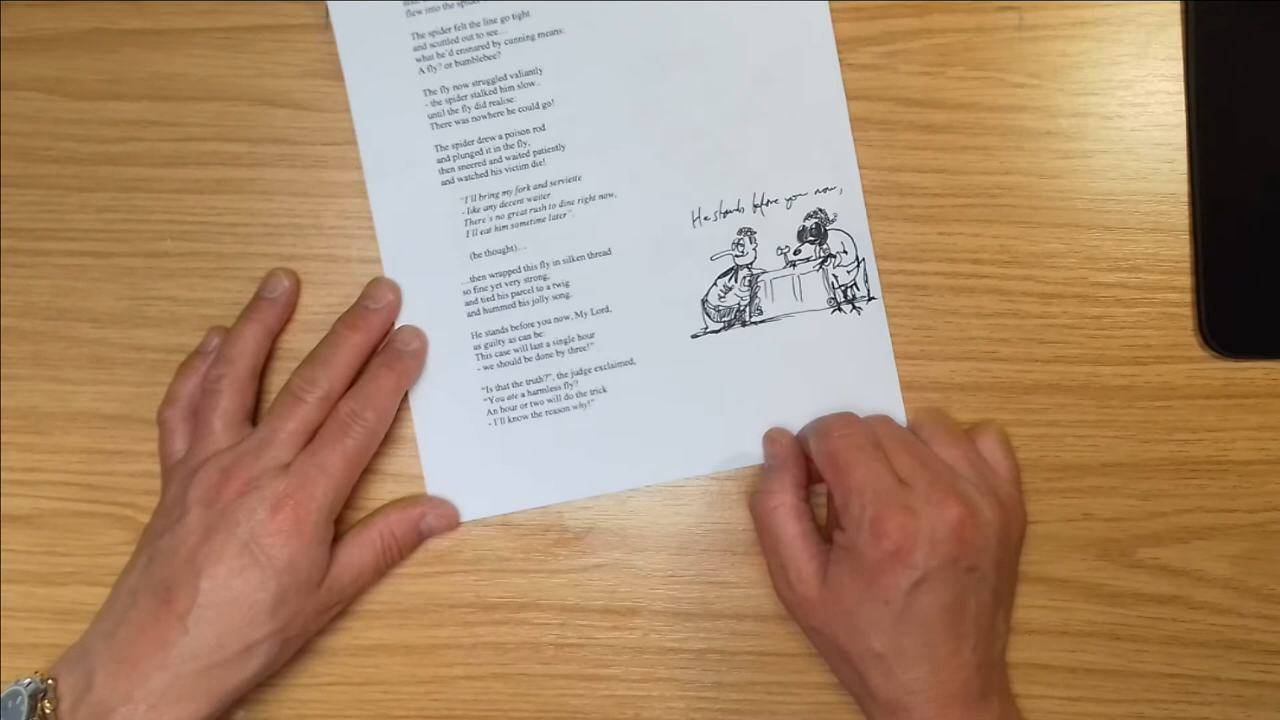 flew into the spider
The spider felt the line go tight
and scuttled out to see...
what he'd ensnared by cunning means:
A fly? or bumblebee?
The fly now struggled valiantly
- the spider stalked him slow..
until the fly did realise:
There was nowhere he could go!
The spider drew a poison rod
and plunged it in the fly,
then sneered and waited patiently
and watched his victim die!
"I'll bring my fork and serviette
- like any decent waiter
There's no great rush to dine right now,
I'll eat him sometime later".
(he thought)...
...then wrapped this fly in silken thread
so fine yet very strong,
and tied his parcel to a twig
and hummed his jolly song.
He stands before you now, My Lord,
as guilty as can be:
This case will last a single hour
- we should be done by three!"
"Is that the truth?", the judge exclaimed,
"You ate a harmless fly?
An hour or two will do the trick
- I'll know the reason why!"
He stands before you now,